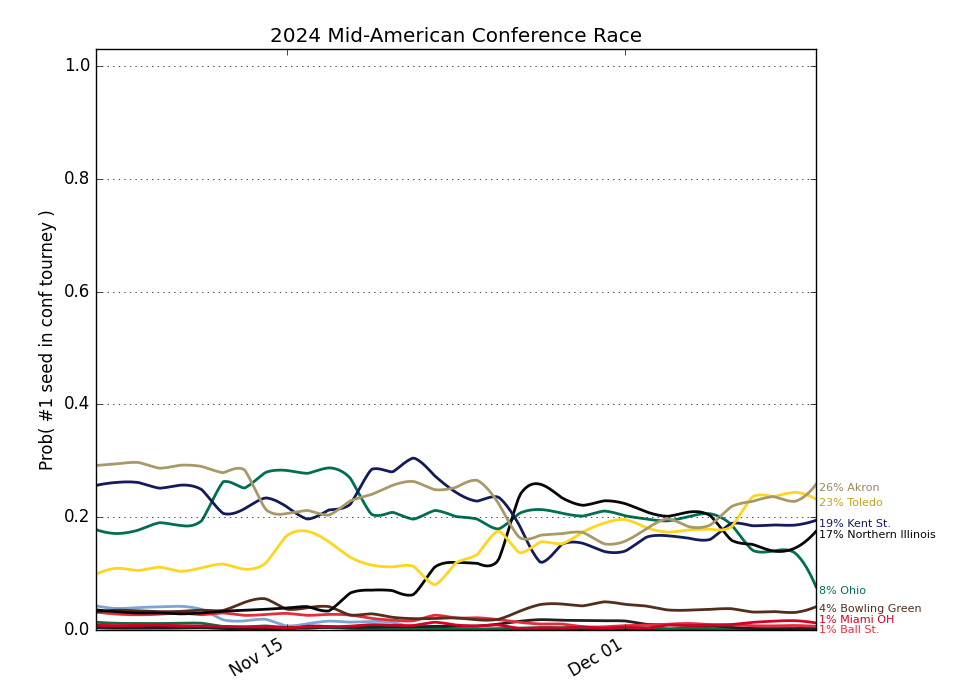 2024 Mid-American Conference Race
Prob( #1 seed in conf tourney )
1.0
0.8
0.6
0.4
0.2
0.0
Nov 15
Dec 01
26% Akron
23% Toledo
19% Kent St.
17% Northern Illinois
8% Ohio
4% Bowling Green
1% Miami OH
1% Ball St.